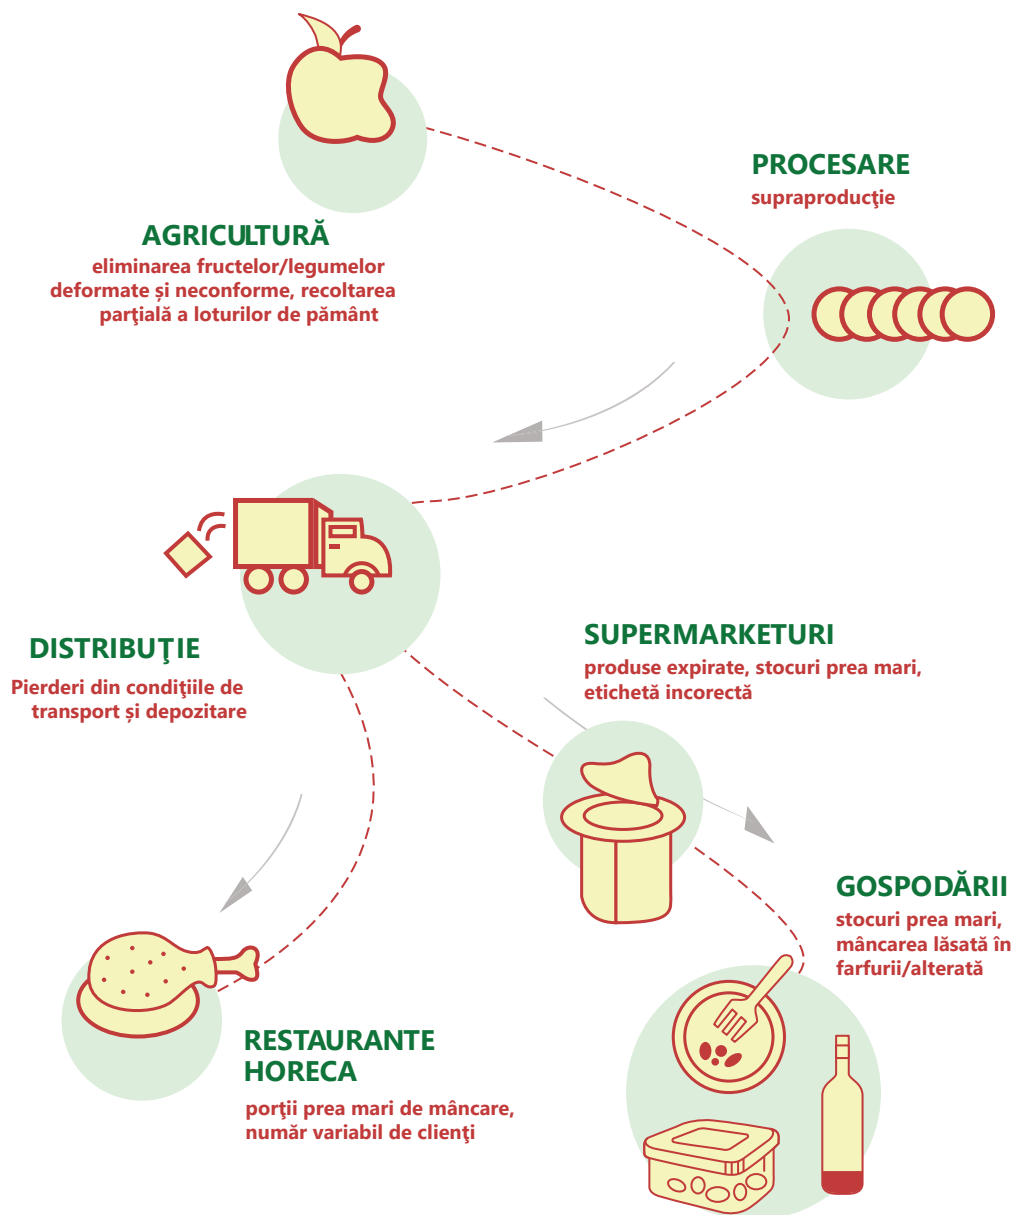 PROCESARE
supraproducţie
AGRICULTURĂ
eliminarea fructelor/legumelor
deformate și neconforme, recoltarea
parţială a loturilor de pământ
DISTRIBUŢIE
Pierderi din condiţiile de
transport și depozitare
SUPERMARKETURI
produse expirate, stocuri prea mari,
etichetă incorectă
GOSPODĂRII
stocuri prea mari,
mâncarea lăsată în
farfurii/alterată
RESTAURANTE
HORECA
porţii prea mari de mâncare,
număr variabil de clienţi